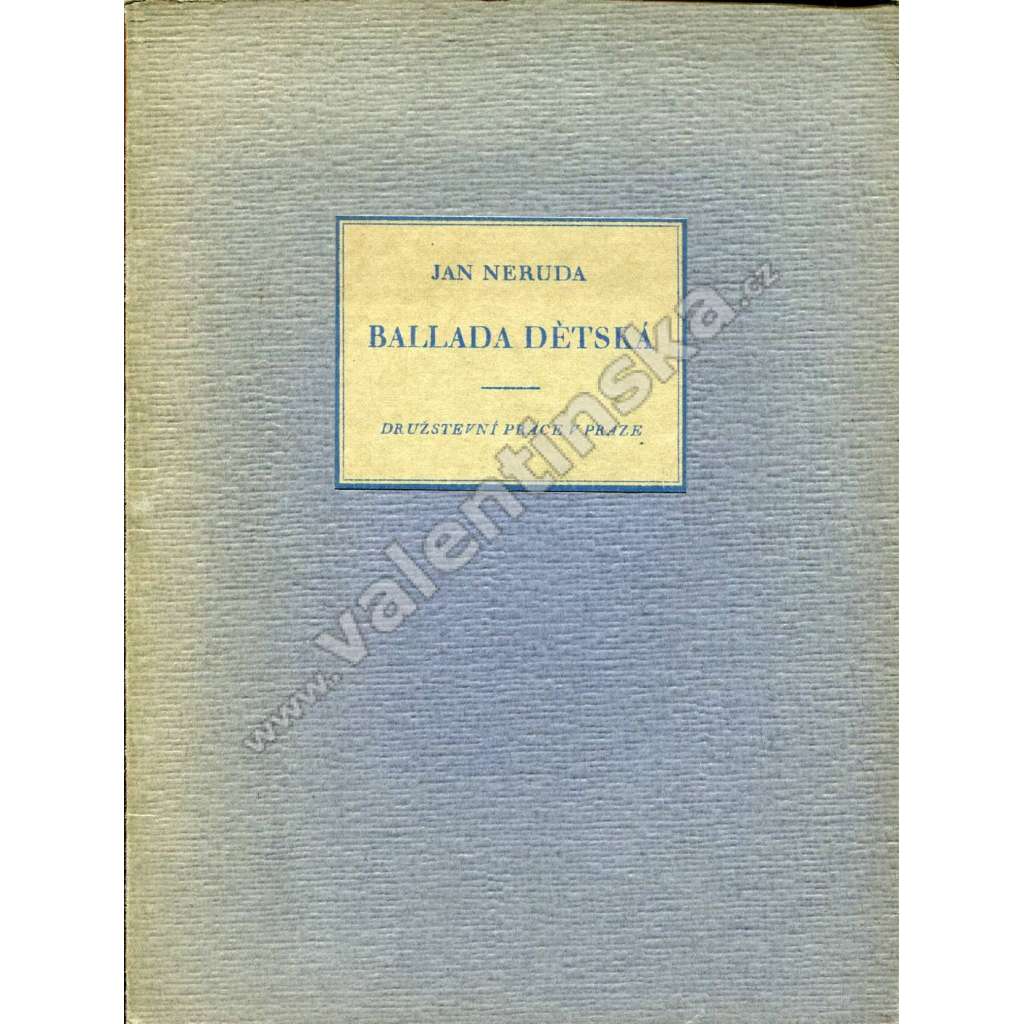 JAN NERUDA
BALLADA DĚTSKÁ
DRUŽSTEVNÍ PRÁCE V PRAZE
www.valentinska.cz